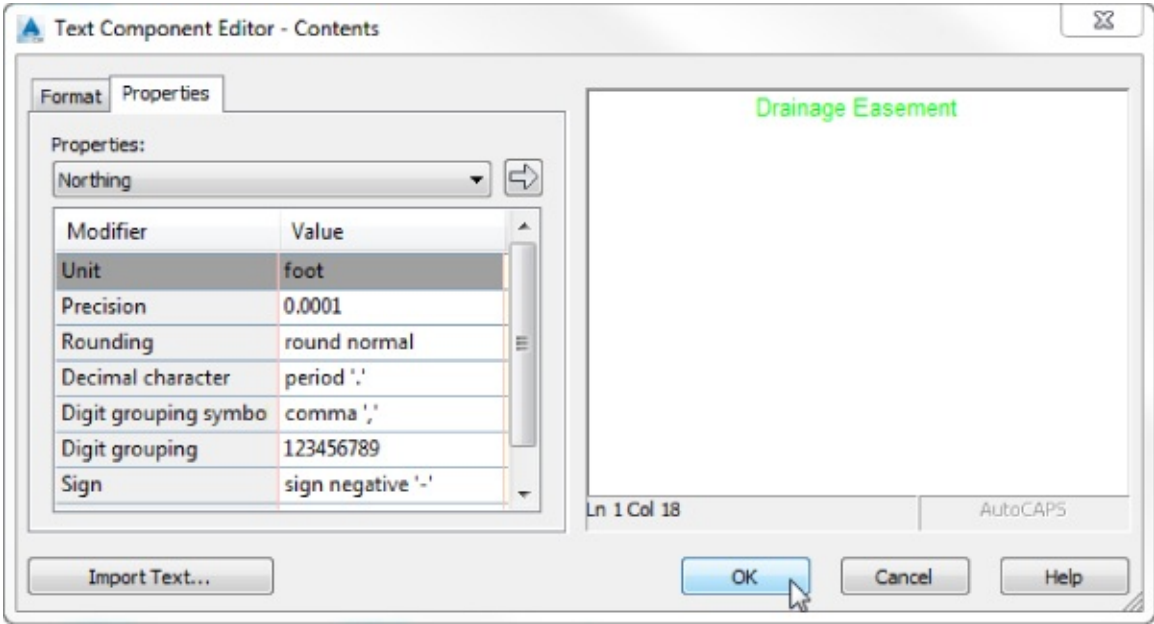 Text Component Editor - Contents
Format Properties
Properties:
Northing
Modifier Value
Unit foot
Precision 0.0001
Rounding round normal
Decimal character period '.'
Digit grouping symbo comma ','
Digit grouping 123456789
Sign sign negative '-'
Import Text...
Drainage Easement
Ln 1 Col 18 AutoCAPS
OK Cancel Help